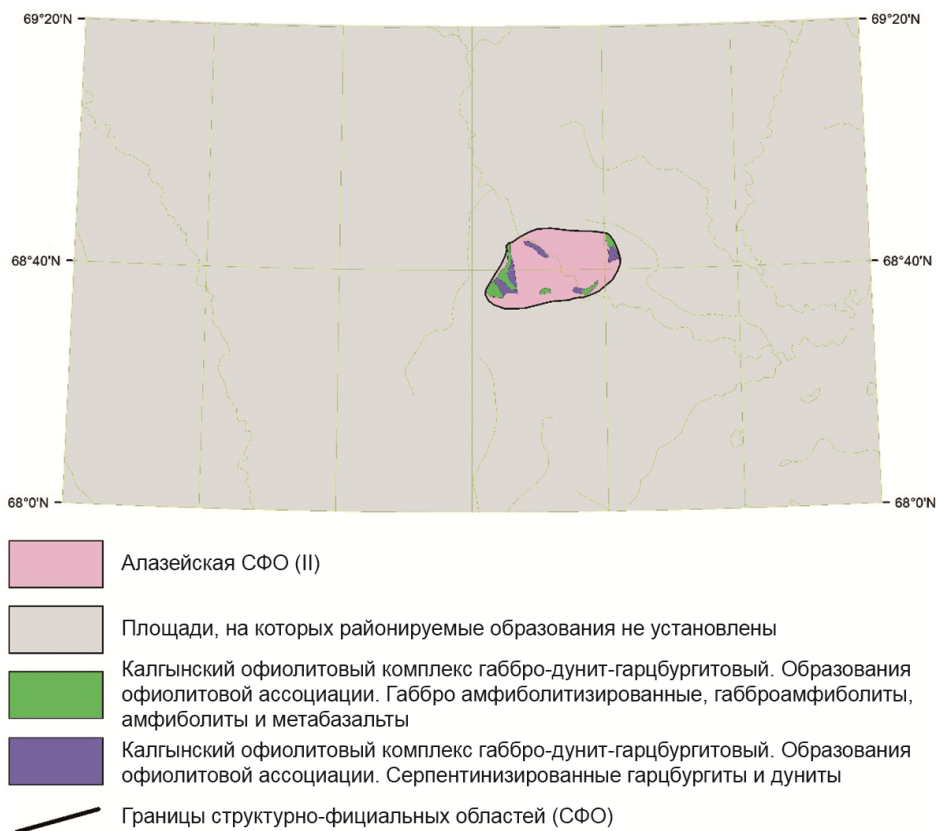 69°20'N
69°20'N
68°40'N
68°40'N
68°0'N
68°0'N
Алазейская СФО (II)
Площади, на которых районируемые образования не установлены
Калгынский офиолитовый комплекс габбро-дунит-гарцбургитовый. Образования
офиолитовой ассоциации. Габбро амфиболитизированные, габброамфиболиты,
амфиболиты и метабазальты
Калгынский офиолитовый комплекс габбро-дунит-гарцбургитовый. Образования
офиолитовой ассоциации. Серпентинизированные гарцбургиты и дуниты
Границы структурно-фициальных областей (СФО)